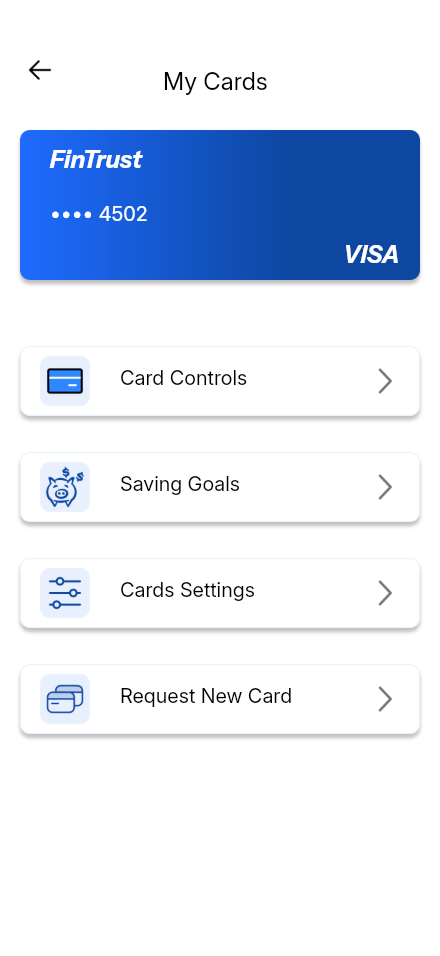 My Cards
FinTrust
•••• 4502
VISA
Card Controls
$ $
Saving Goals
Cards Settings
Request New Card